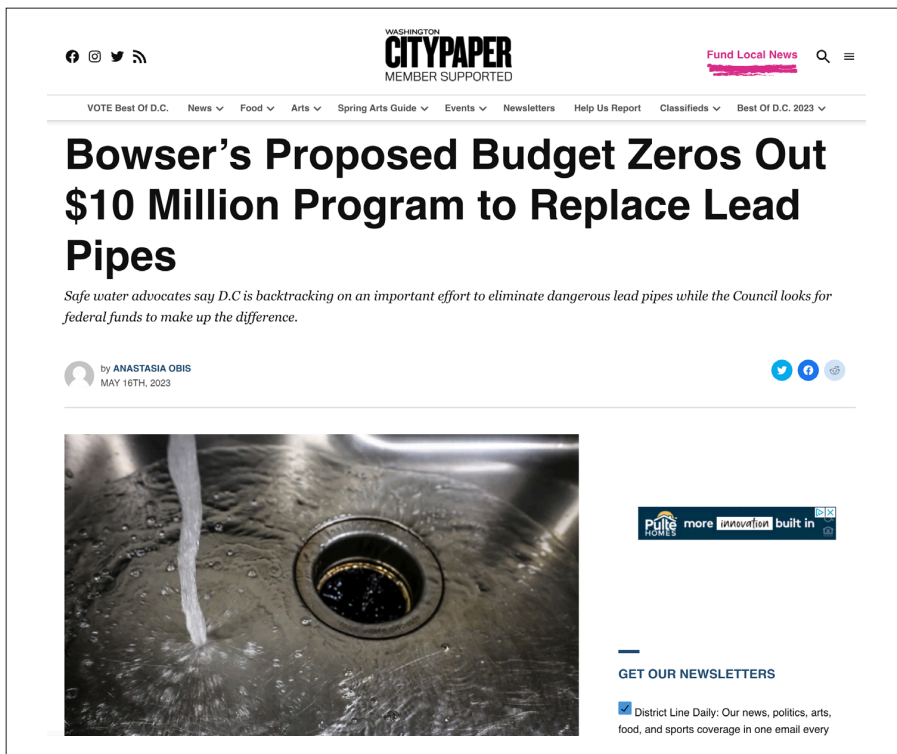 WASHINGTON
CITYPAPER
MEMBER SUPPORTED
Fund Local News
VOTE Best Of D.C. News Food Arts Spring Arts Guide Events Newsletters Help Us Report Classifieds Best Of D.C. 2023
Bowser’s Proposed Budget Zeros Out
$10 Million Program to Replace Lead
Pipes
Safe water advocates say D.C is backtracking on an important effort to eliminate dangerous lead pipes while the Council looks for
federal funds to make up the difference.
by ANASTASIA OBIS
MAY 16TH, 2023
Pulte HOMES more innovation built in
GET OUR NEWSLETTERS
District Line Daily: Our news, politics, arts,
food, and sports coverage in one email every